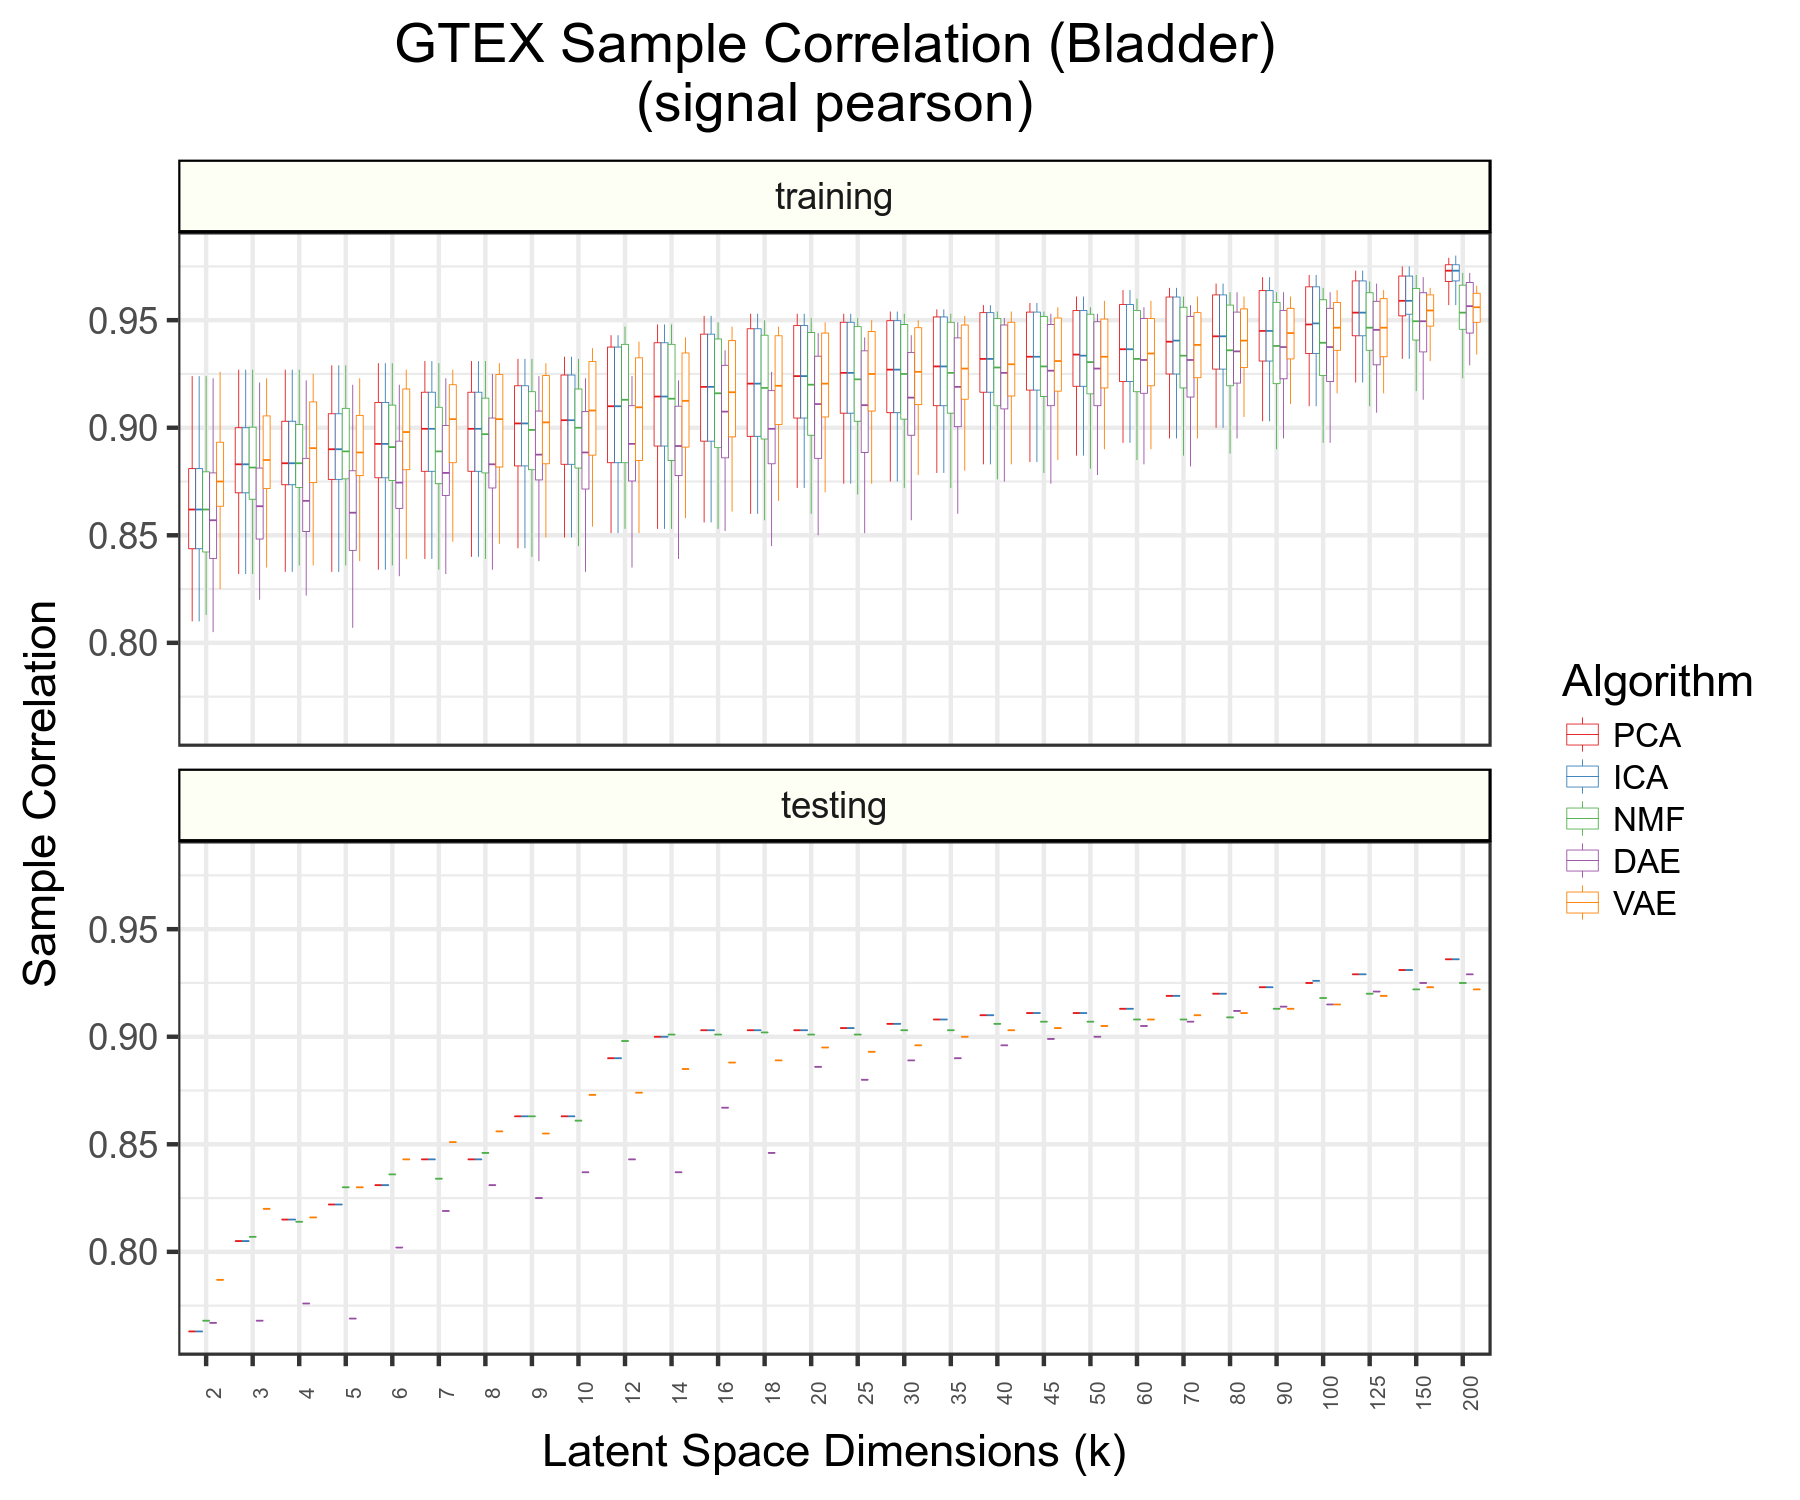 GTEX Sample Correlation (Bladder)
(signal pearson)
training
0.95
0.90
0.85
0.80
testing
0.95
0.90
0.85
0.80
Sample Correlation
2 3 4 5 6 7 8 9 10 12 14 16 18 20 25 30 35 40 45 50 60 70 80 90 100 125 150 200
Latent Space Dimensions (k)
Algorithm
PCA
ICA
NMF
DAE
VAE